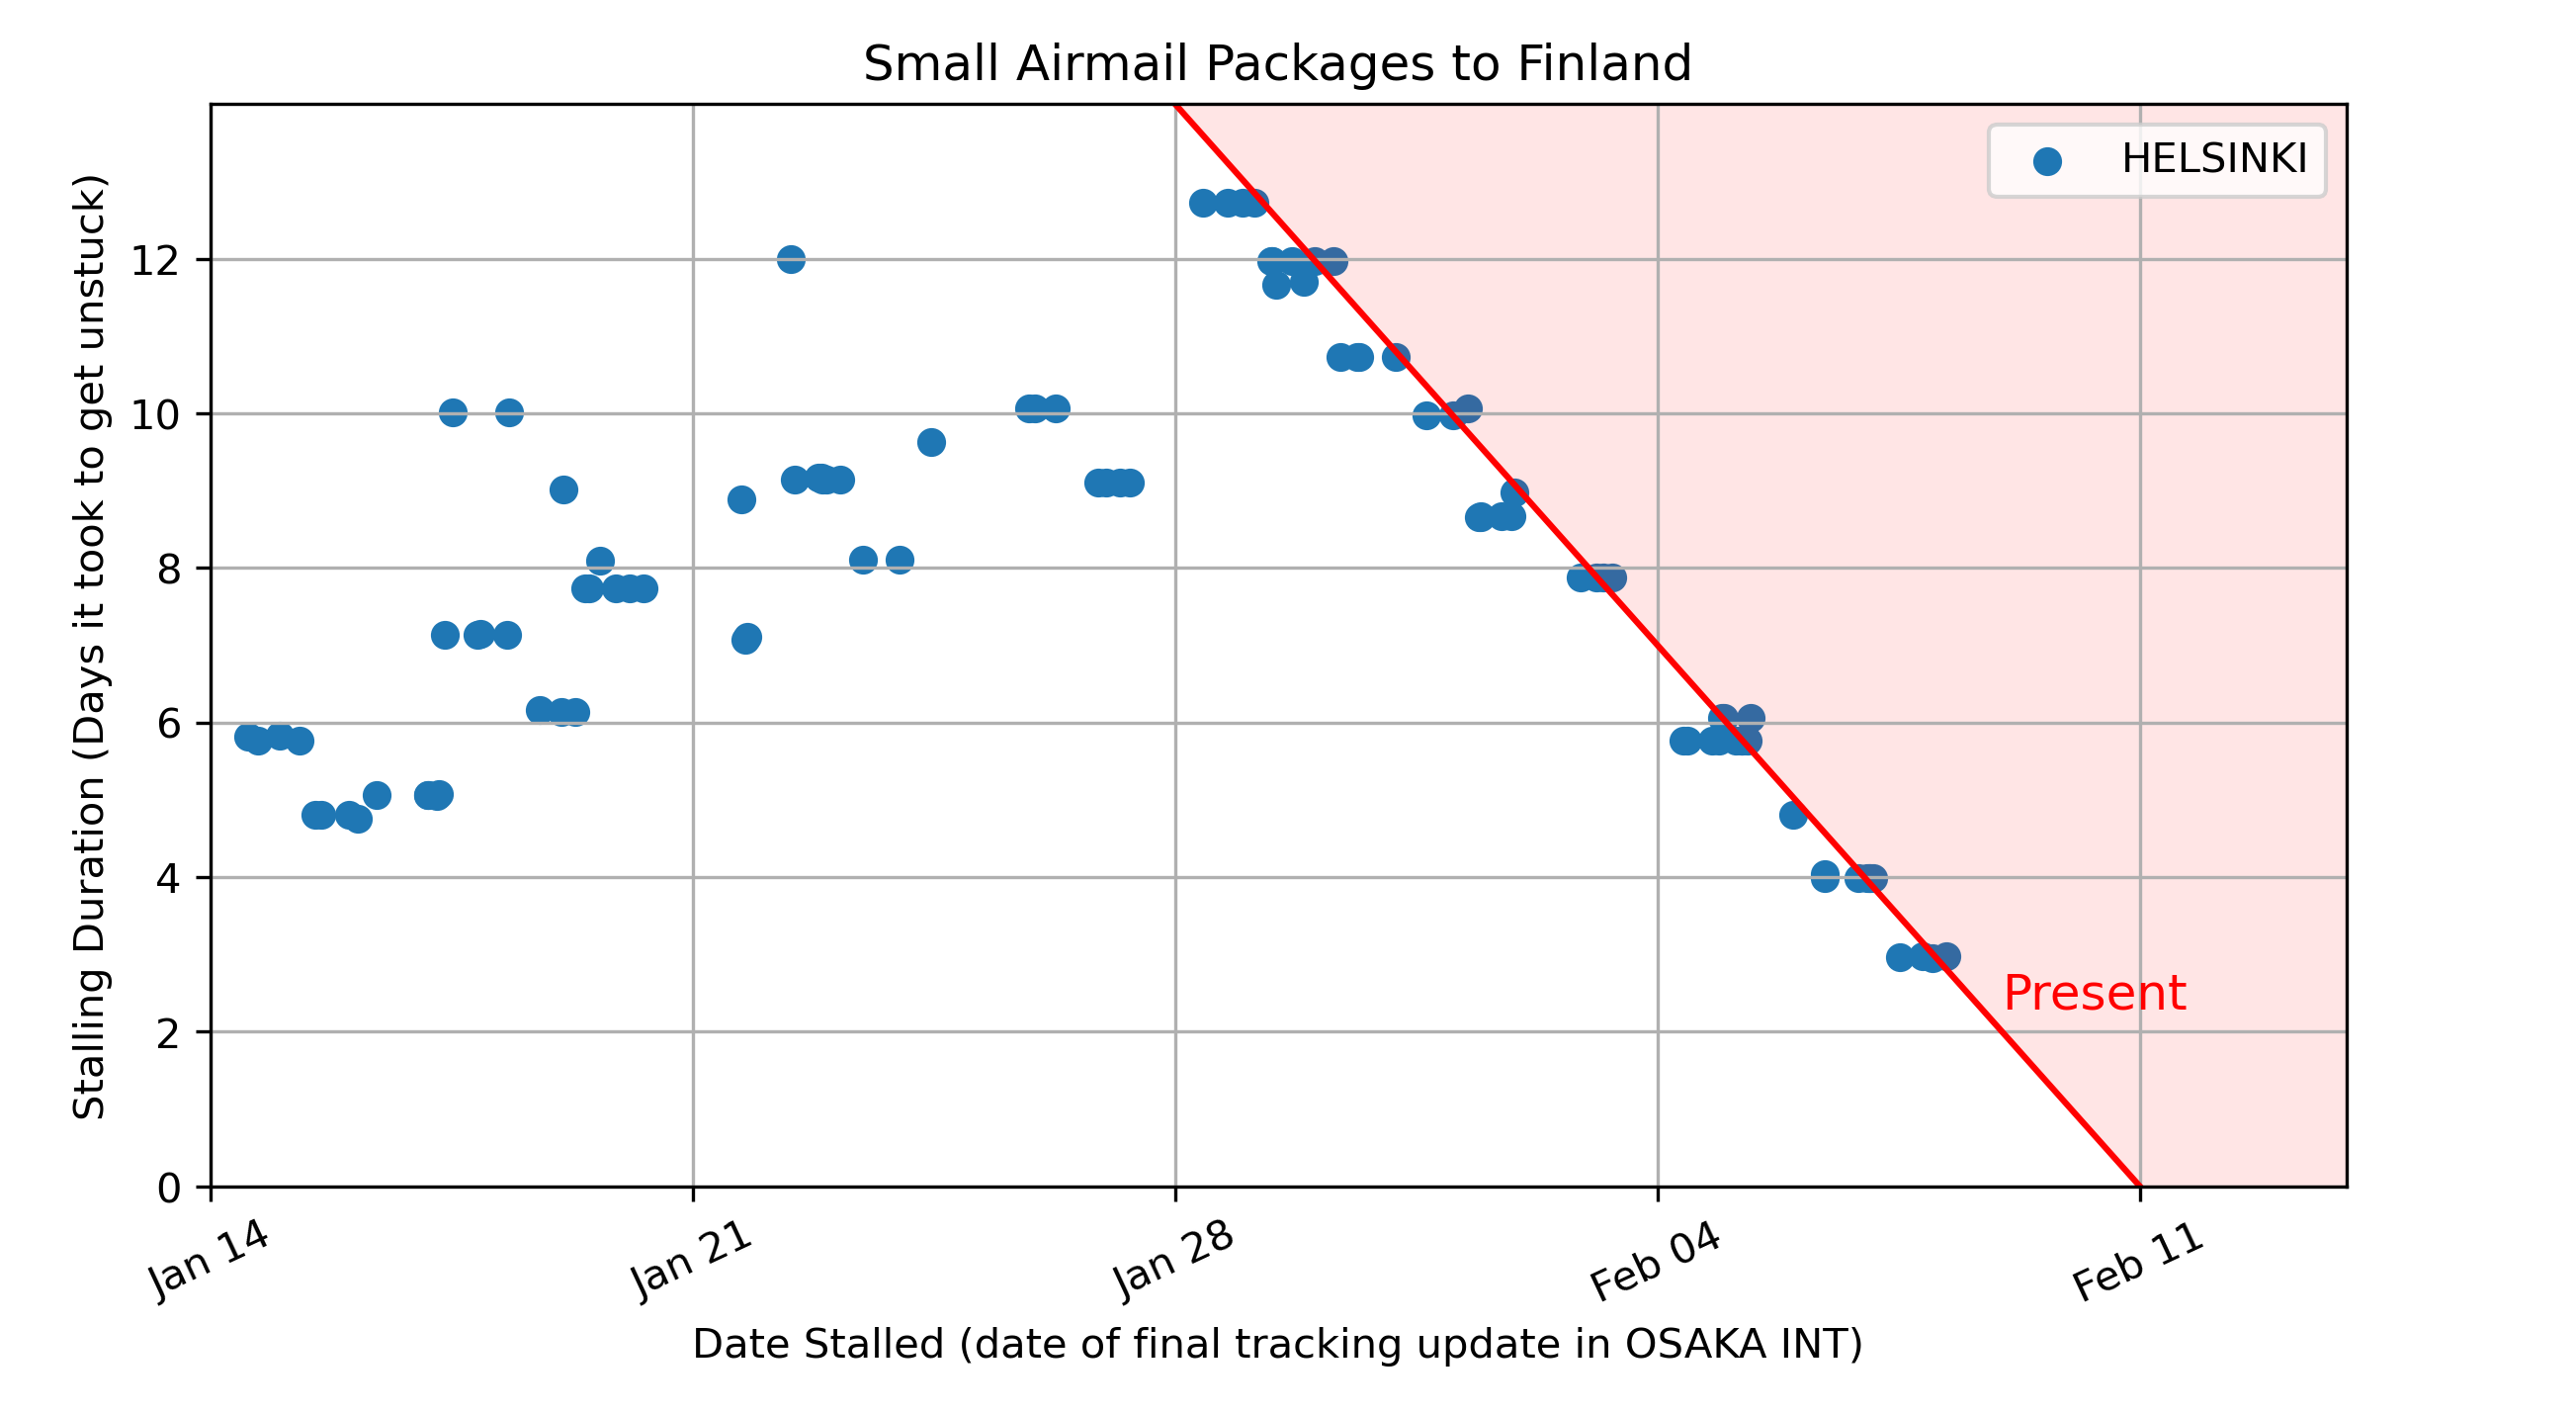 Small Airmail Packages to Finland
HELSINKI
Stalling Duration (Days it took to get unstuck)
12
10
8
6
4
2
0
Present
Jan 14
Jan 21
Jan 28
Feb 04
Feb 11
Date Stalled (date of final tracking update in OSAKA INT)